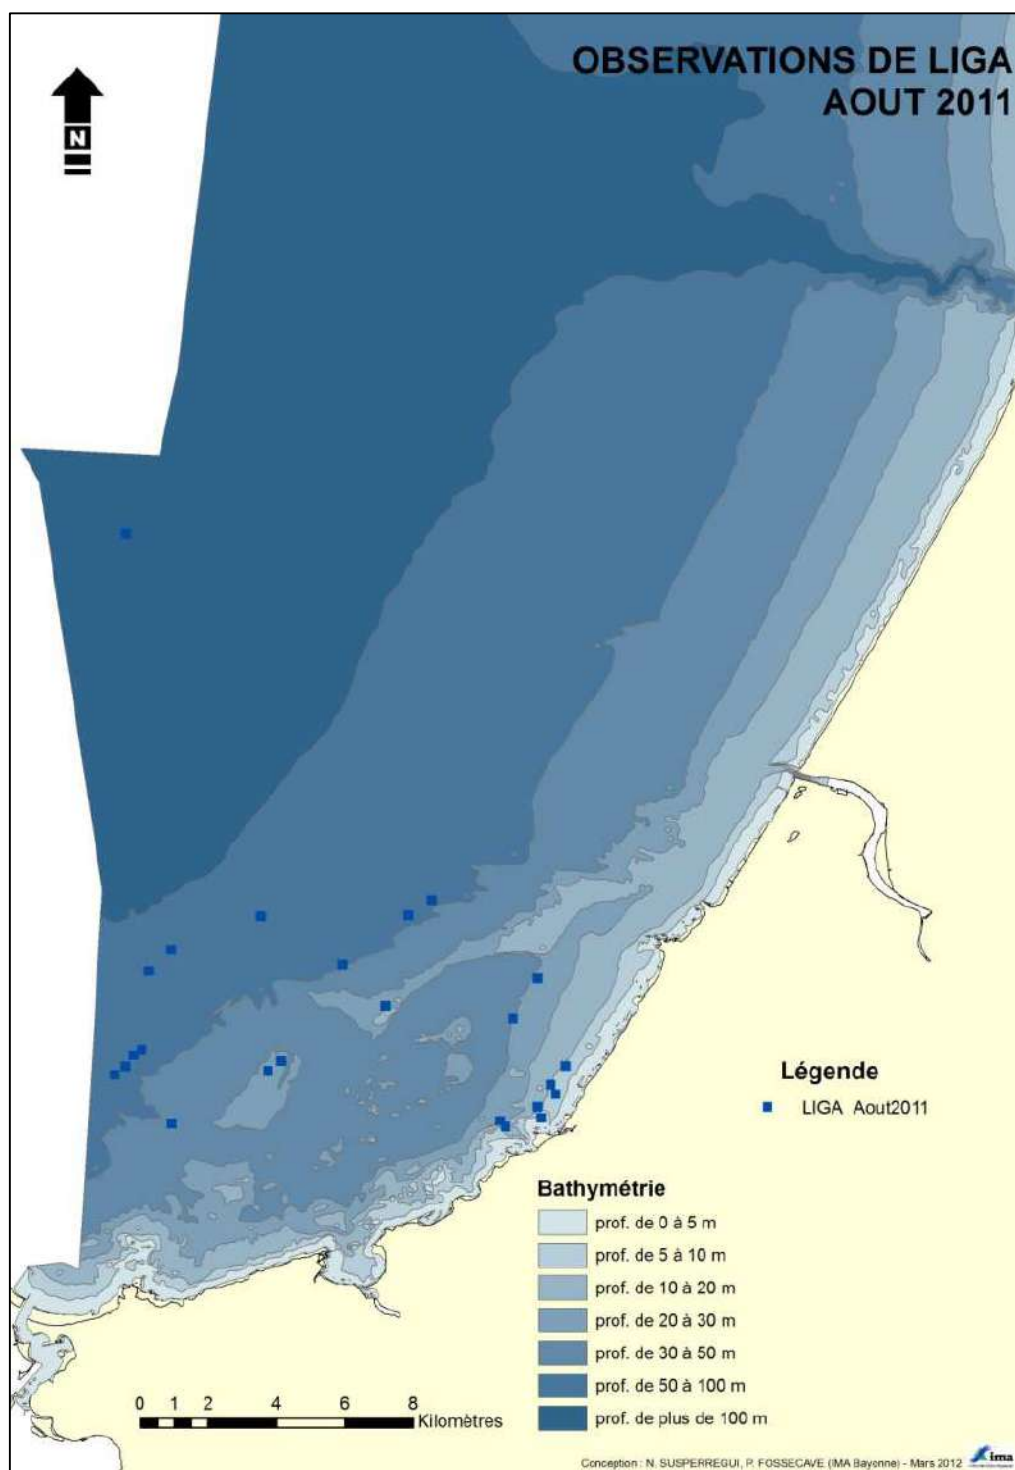 OBSERVATIONS DE LIGA
AOUT 2011
N
Légende
LIGA Aout2011
Bathymétrie
prof. de 0 à 5 m
prof. de 5 à 10 m
prof. de 10 à 20 m
prof. de 20 à 30 m
prof. de 30 à 50 m
prof. de 50 à 100 m
prof. de plus de 100 m
0 1 2 4 6 8
Kilomètres
Conception : N. SUSPERREGUI, P. FOSSECAVE (IMA Bayonne) - Mars 2012
ima